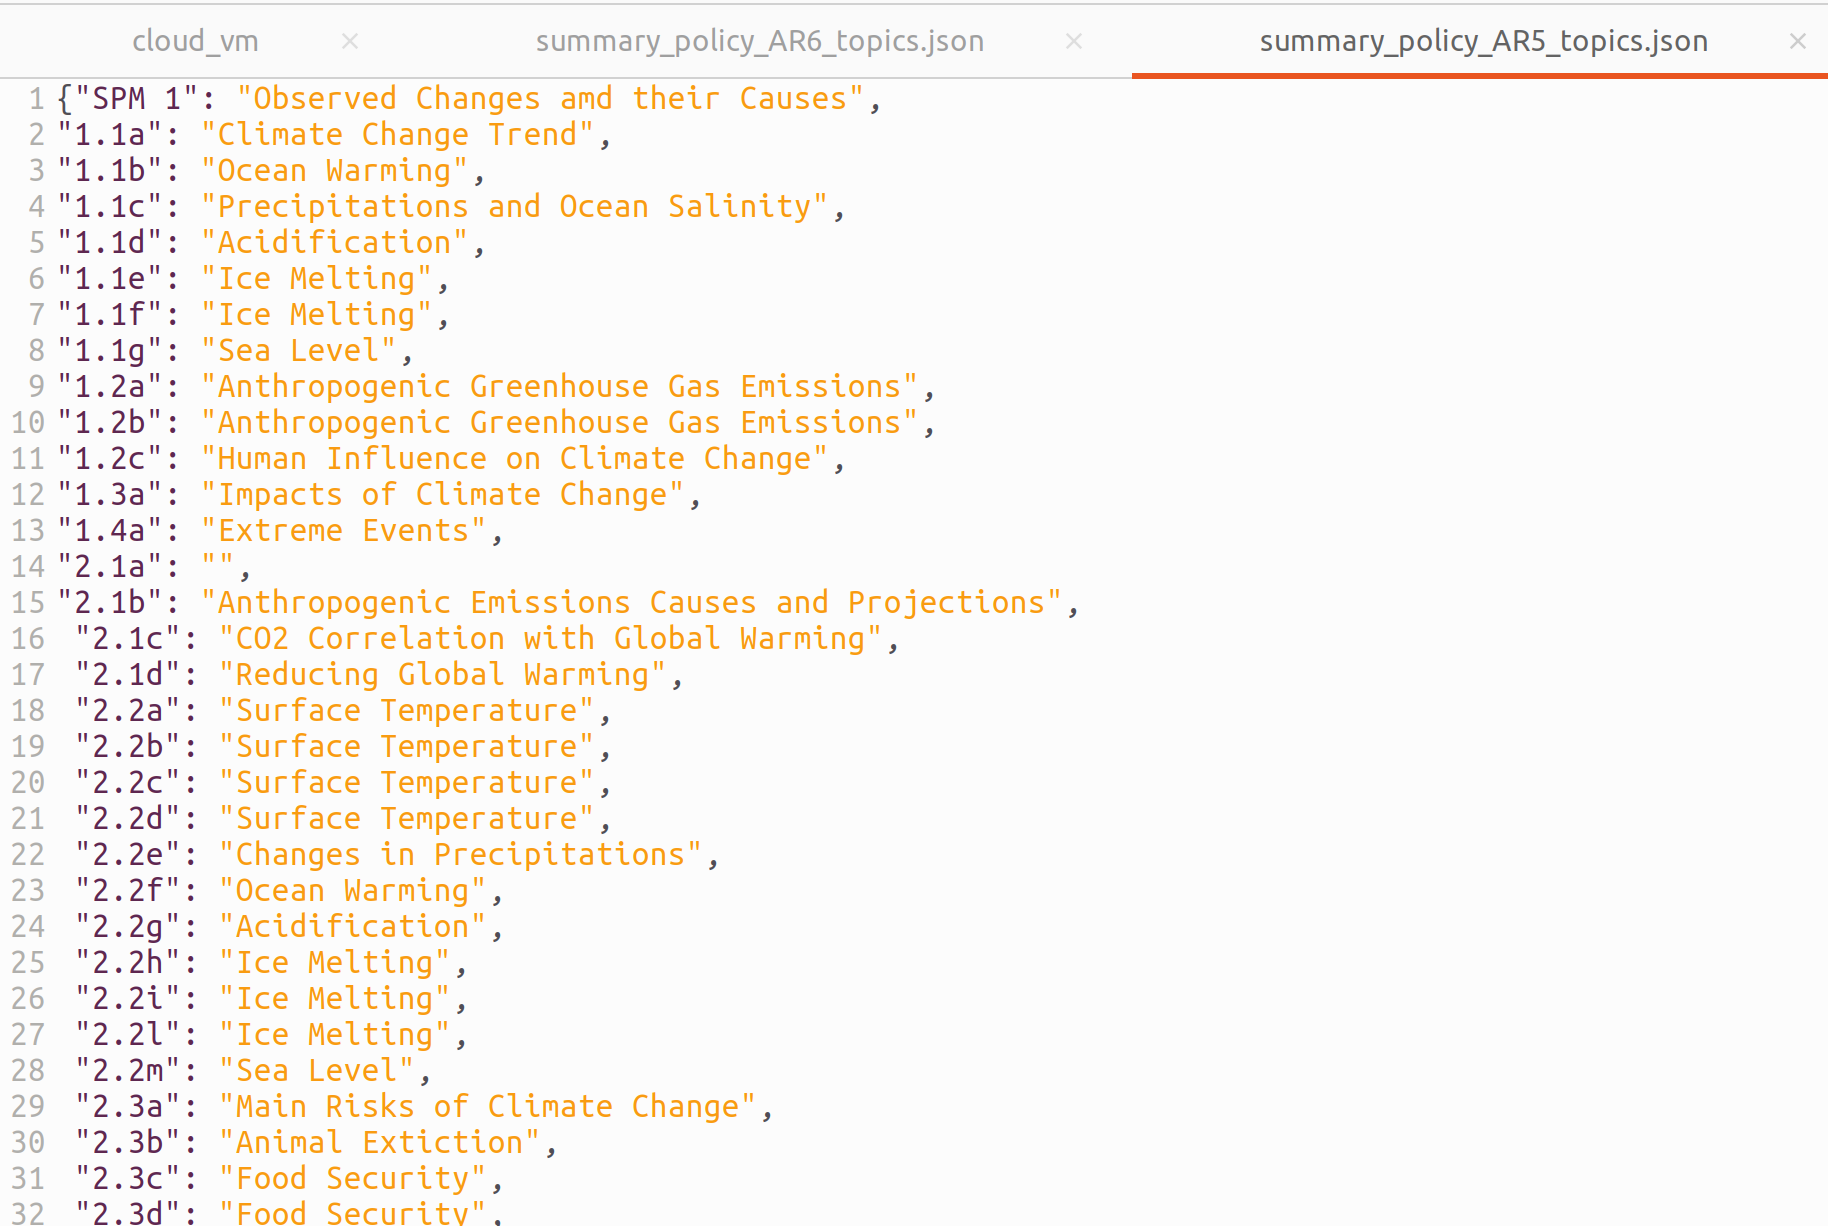 cloud_vm × summary_policy_AR6_topics.json × summary_policy_AR5_topics.json ×
1 {"SPM 1": "Observed Changes amd their Causes",
2 "1.1a": "Climate Change Trend",
3 "1.1b": "Ocean Warming",
4 "1.1c": "Precipitations and Ocean Salinity",
5 "1.1d": "Acidification",
6 "1.1e": "Ice Melting",
7 "1.1f": "Ice Melting",
8 "1.1g": "Sea Level",
9 "1.2a": "Anthropogenic Greenhouse Gas Emissions",
10 "1.2b": "Anthropogenic Greenhouse Gas Emissions",
11 "1.2c": "Human Influence on Climate Change",
12 "1.3a": "Impacts of Climate Change",
13 "1.4a": "Extreme Events",
14 "2.1a": "",
15 "2.1b": "Anthropogenic Emissions Causes and Projections",
16 "2.1c": "CO2 Correlation with Global Warming",
17 "2.1d": "Reducing Global Warming",
18 "2.2a": "Surface Temperature",
19 "2.2b": "Surface Temperature",
20 "2.2c": "Surface Temperature",
21 "2.2d": "Surface Temperature",
22 "2.2e": "Changes in Precipitations",
23 "2.2f": "Ocean Warming",
24 "2.2g": "Acidification",
25 "2.2h": "Ice Melting",
26 "2.2i": "Ice Melting",
27 "2.2l": "Ice Melting",
28 "2.2m": "Sea Level",
29 "2.3a": "Main Risks of Climate Change",
30 "2.3b": "Animal Extiction",
31 "2.3c": "Food Security",
32 "2.3d": "Food Security",